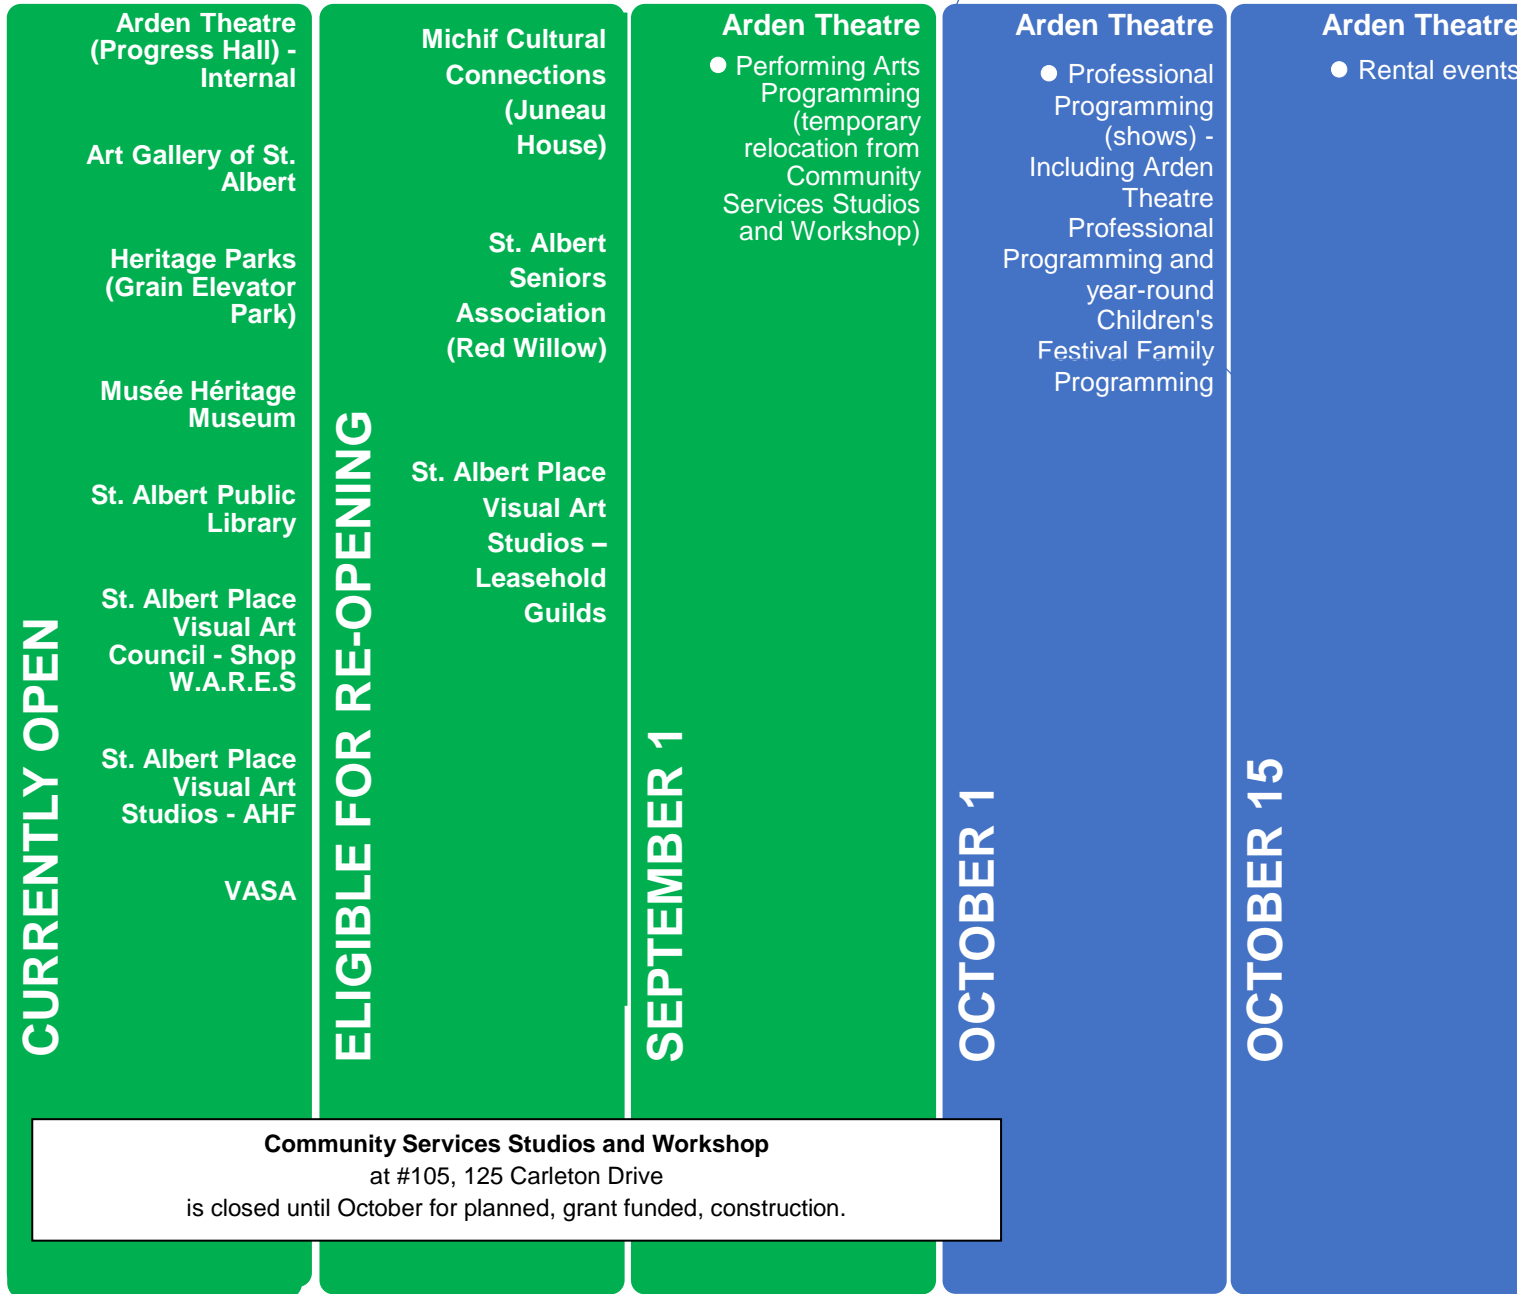 CURRENTLY OPEN
Arden Theatre
(Progress Hall) -
Internal
Art Gallery of St.
Albert
Heritage Parks
(Grain Elevator
Park)
Musée Héritage
Museum
St. Albert Public
Library
St. Albert Place
Visual Art
Council - Shop
W.A.R.E.S
St. Albert Place
Visual Art
Studios - AHF
VASA
ELIGIBLE FOR RE-OPENING
Michif Cultural
Connections
(Juneau
House)
St. Albert
Seniors
Association
(Red Willow)
St. Albert Place
Visual Art
Studios –
Leasehold
Guilds
SEPTEMBER 1
Arden Theatre
● Performing Arts
Programming
(temporary
relocation from
Community
Services Studios
and Workshop)
OCTOBER 1
Arden Theatre
● Professional
Programming
(shows) -
Including Arden
Theatre
Professional
Programming and
year-round
Children's
Festival Family
Programming
OCTOBER 15
Arden Theatre
● Rental events
Community Services Studios and Workshop
at #105, 125 Carleton Drive
is closed until October for planned, grant funded, construction.